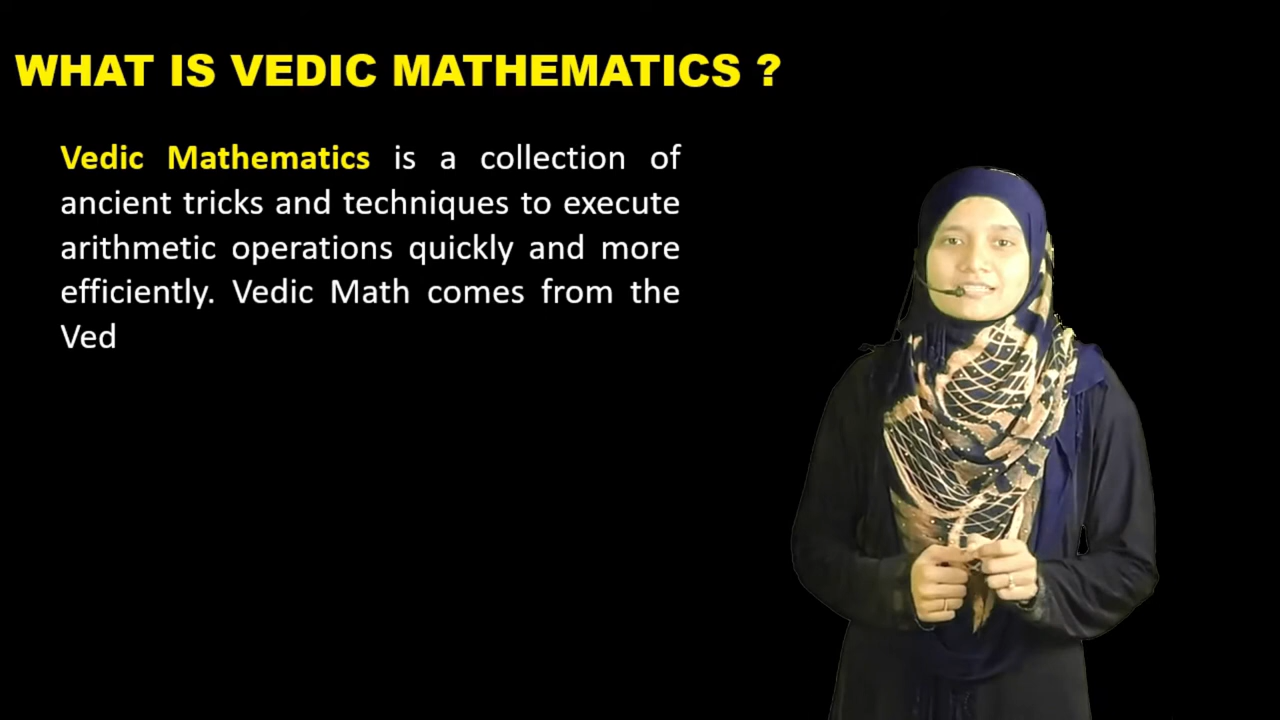 WHAT IS VEDIC MATHEMATICS ?
Vedic Mathematics is a collection of
ancient tricks and techniques to execute
arithmetic operations quickly and more
efficiently. Vedic Math comes from the
Ved